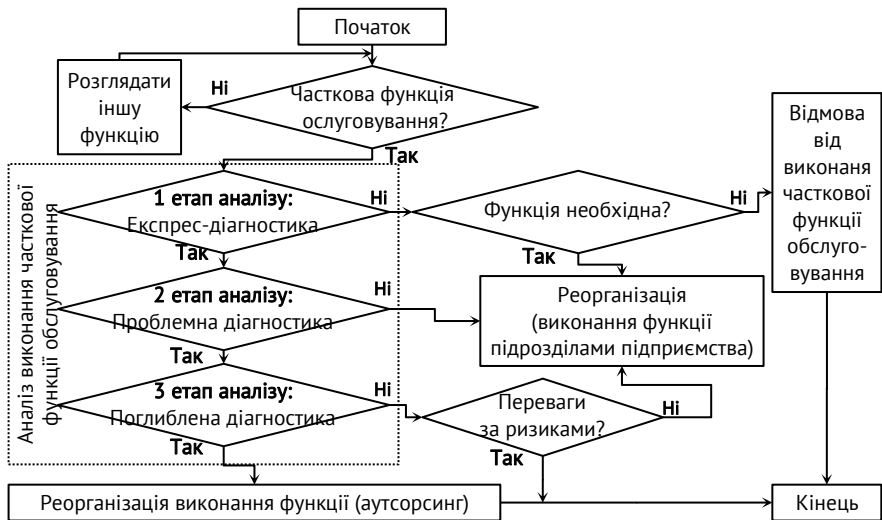 Початок
Розглядати
іншу
функцію
Ні
Часткова функція
ослуговування?
Так
Відмова
від
виконаня
часткової
функції
обслуго-
вування
Аналіз виконання часткової
функції обслуговування
1 етап аналізу:
Експрес-діагностика
Ні
Так
Функція необхідна?
Ні
Так
2 етап аналізу:
Проблемна діагностика
Ні
Так
Реорганізація
(виконання функції
підрозділами підприємства)
3 етап аналізу:
Поглиблена діагностика
Ні
Так
Переваги
за ризиками?
Ні
Так
Реорганізація виконання функції (аутсорсинг)
Кінець